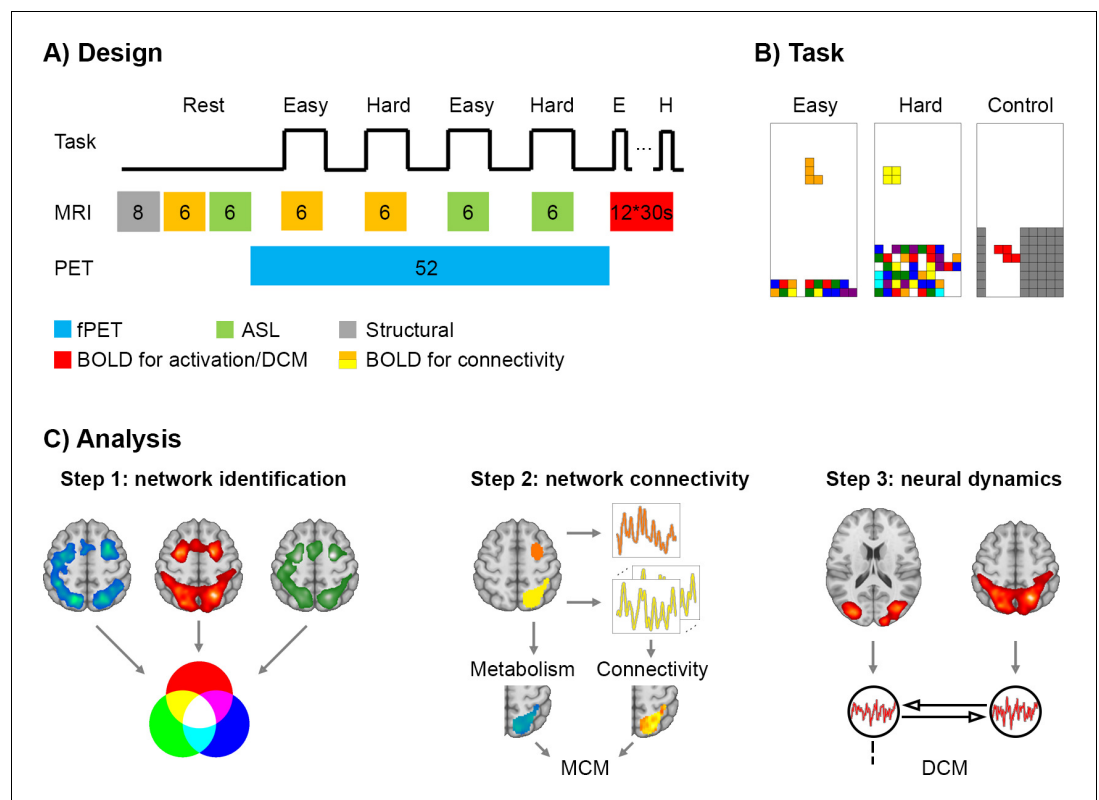 A) Design
Rest Easy Hard Easy Hard E H
Task ...
MRI 8 6 6 6 6 6 6 12*30s
PET 52
fPET ASL Structural
BOLD for activation/DCM BOLD for connectivity
B) Task
Easy Hard Control
C) Analysis
Step 1: network identification
Step 2: network connectivity
Metabolism Connectivity
MCM
Step 3: neural dynamics
DCM